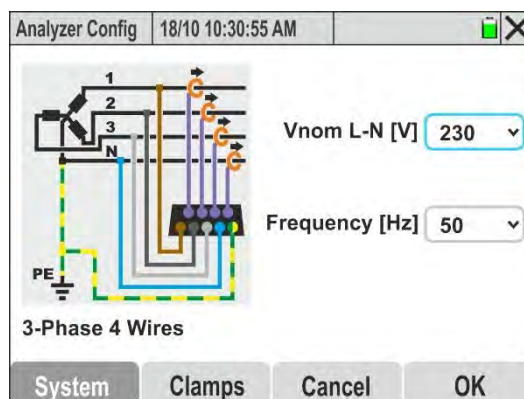 Analyzer Config 18/10 10:30:55 AM
1
2
3
N
Vnom L-N [V] 230
Frequency [Hz] 50
PE
3-Phase 4 Wires
System Clamps Cancel OK